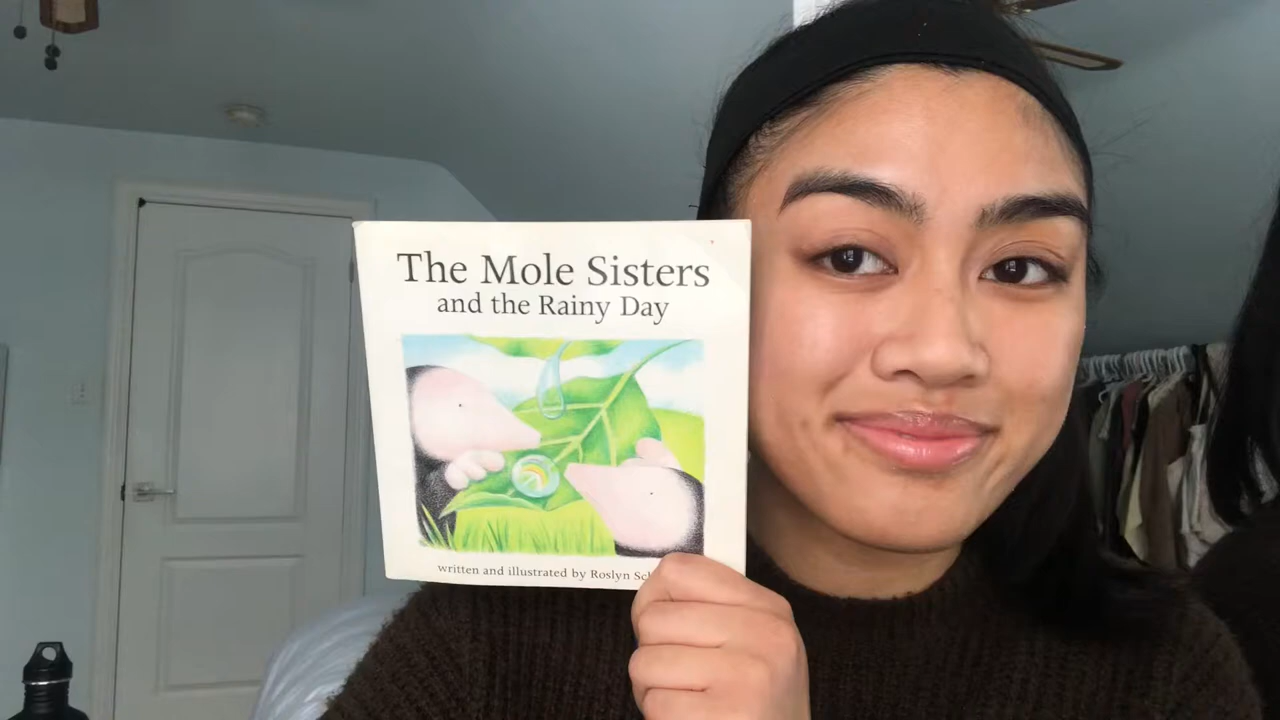 The Mole Sisters
and the Rainy Day
written and illustrated by Roslyn